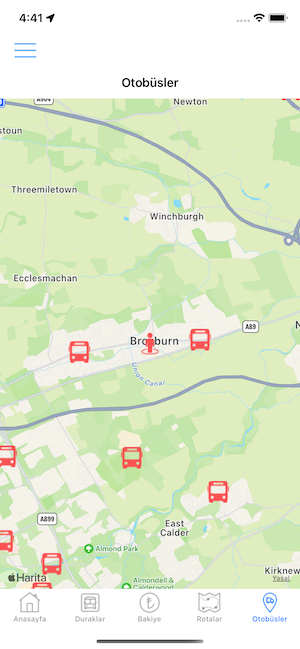 4:41
Otobüsler
A904
Newton
stoun
Threemiletown
Winchburgh
Ecclesmachan
A89
Broxburn
Union Canal
A899
East
Calder
Almond Park
Harita
Almondell &
Calderwood
Kirknew
Yasal
Anasayfa
Duraklar
Bakiye
Rotalar
Otobüsler